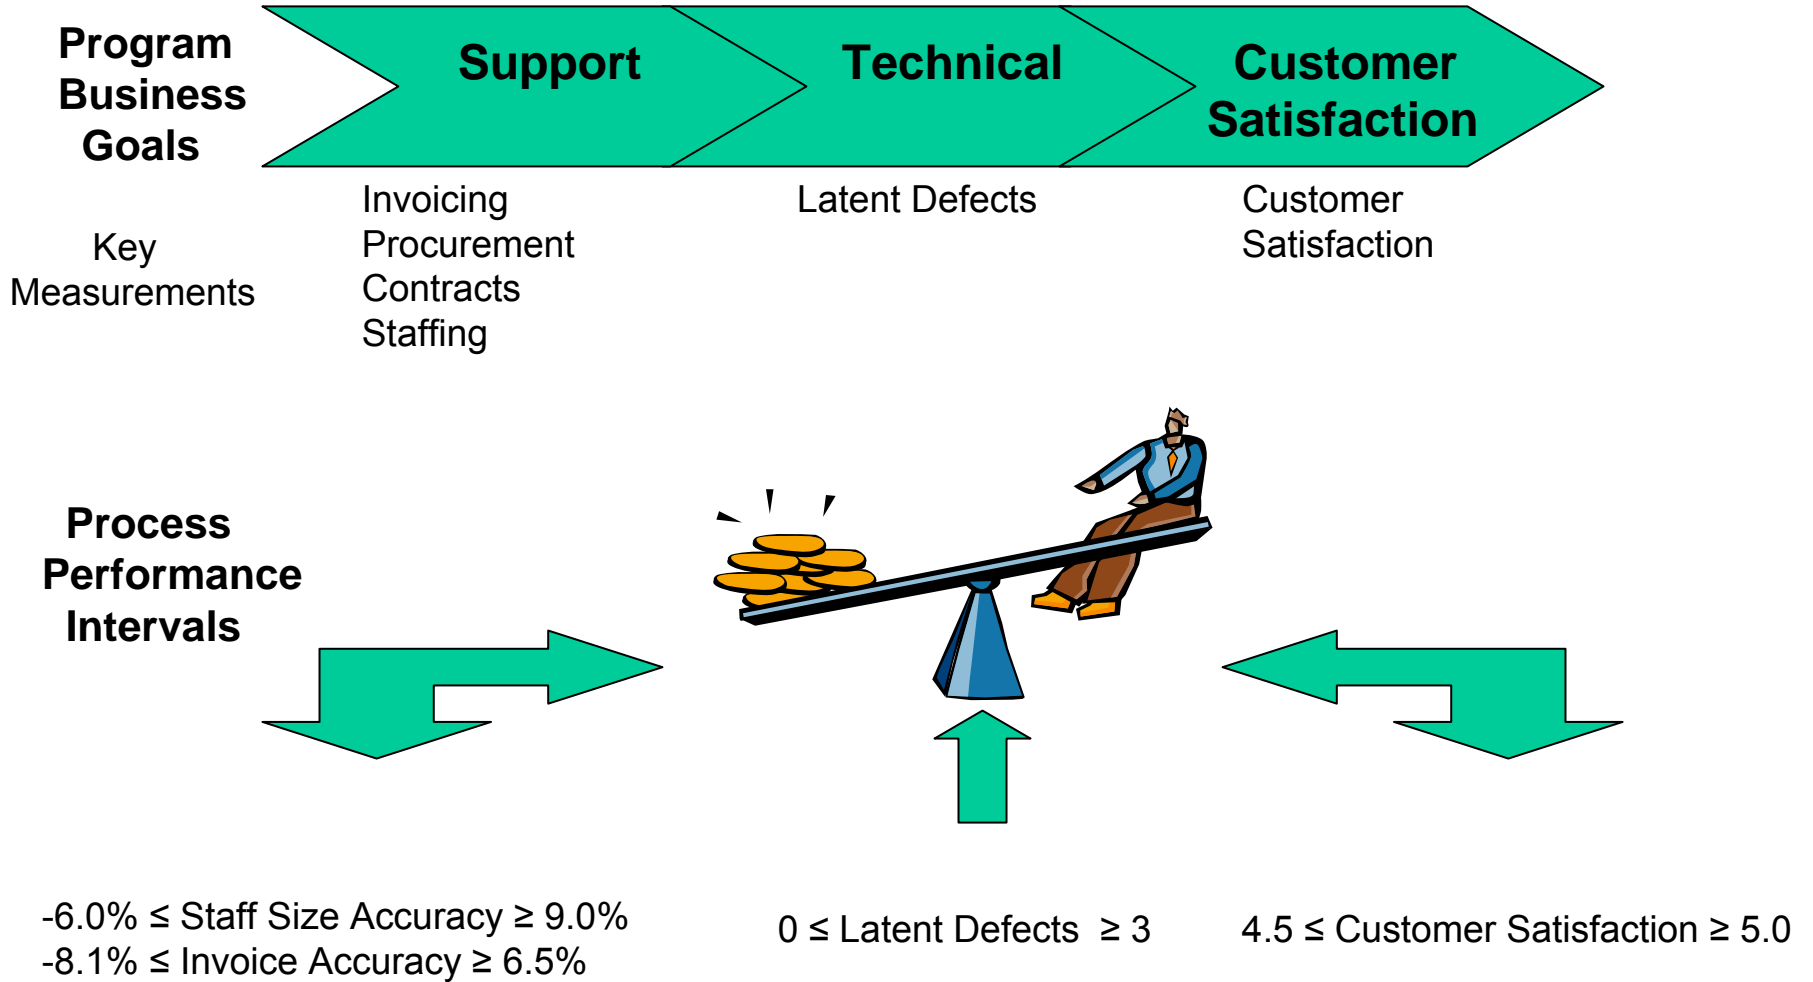 Program
Business
Goals
Support
Technical
Customer
Satisfaction
Key
Measurements
Invoicing
Procurement
Contracts
Staffing
Latent Defects
Customer
Satisfaction
Process
Performance
Intervals
-6.0% ≤ Staff Size Accuracy ≥ 9.0%
-8.1% ≤ Invoice Accuracy ≥ 6.5%
0 ≤ Latent Defects ≥ 3
4.5 ≤ Customer Satisfaction ≥ 5.0